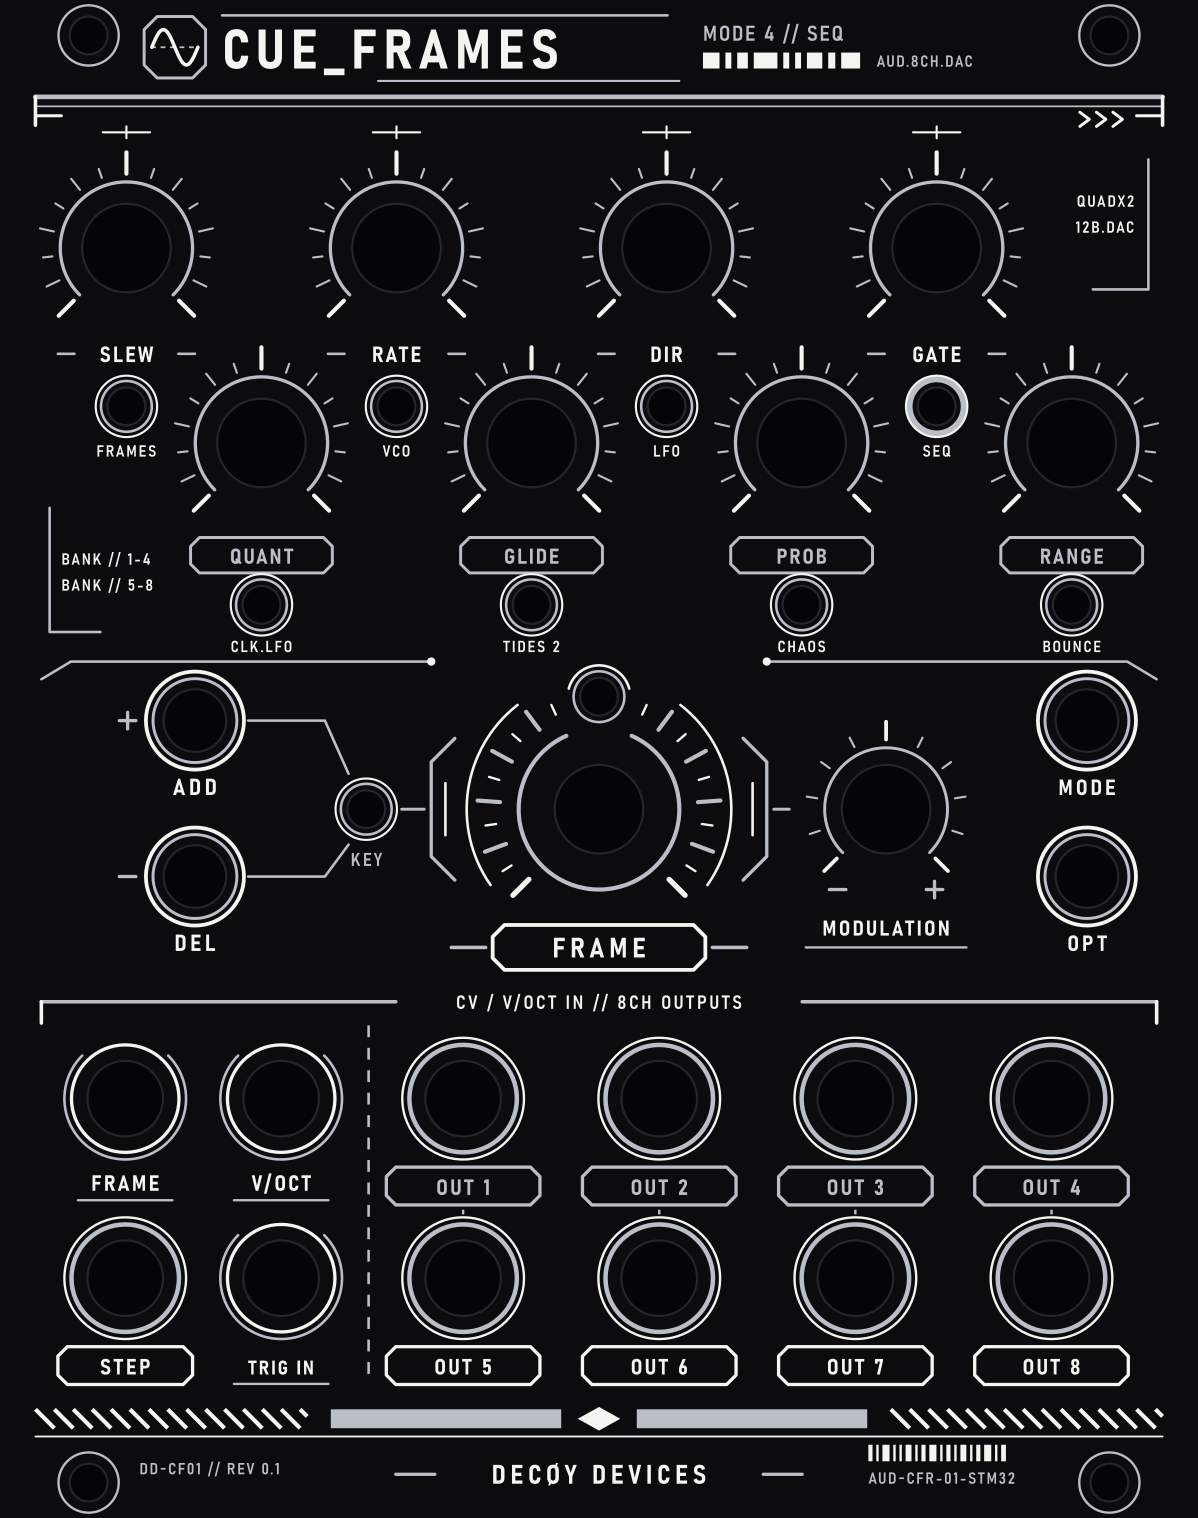 CUE_FRAMES
MODE 4 // SEQ
AUD.8CH.DAC
>>>
QUADX2
12B.DAC
SLEW
RATE
DIR
GATE
FRAMES
VCO
LFO
SEQ
BANK // 1-4
BANK // 5-8
QUANT
GLIDE
PROB
RANGE
CLK.LFO
TIDES 2
CHAOS
BOUNCE
+
ADD
MODE
KEY
−
DEL
− +
MODULATION
OPT
FRAME
CV / V/OCT IN // 8CH OUTPUTS
FRAME
V/OCT
OUT 1
OUT 2
OUT 3
OUT 4
STEP
TRIG IN
OUT 5
OUT 6
OUT 7
OUT 8
DD-CF01 // REV 0.1
DECØY DEVICES
AUD-CFR-01-STM32